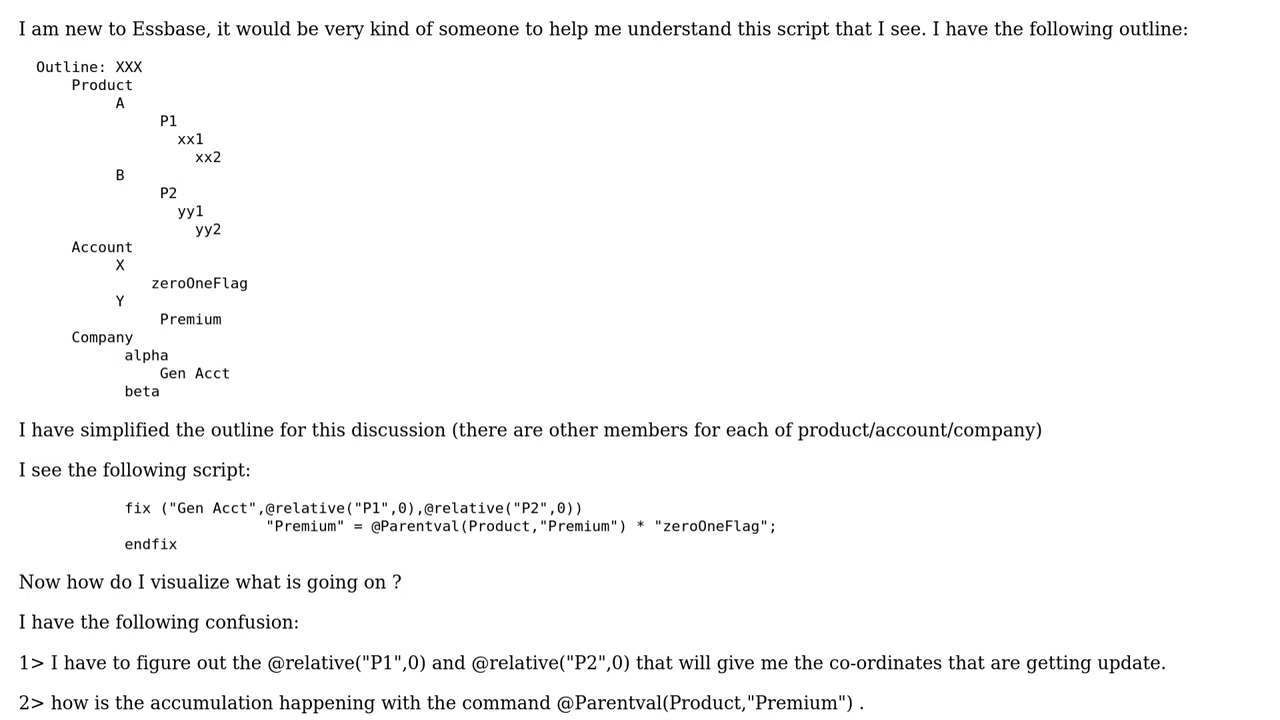 I am new to Essbase, it would be very kind of someone to help me understand this script that I see. I have the following outline:
Outline: XXX
Product
A
P1
xx1
xx2
B
P2
yy1
yy2
Account
X
zeroOneFlag
Y
Premium
Company
alpha
Gen Acct
beta
I have simplified the outline for this discussion (there are other members for each of product/account/company)
I see the following script:
fix ("Gen Acct",@relative("P1",0),@relative("P2",0))
"Premium" = @Parentval(Product,"Premium") * "zeroOneFlag";
endfix
Now how do I visualize what is going on ?
I have the following confusion:
1> I have to figure out the @relative("P1",0) and @relative("P2",0) that will give me the co-ordinates that are getting update.
2> how is the accumulation happening with the command @Parentval(Product,"Premium") .